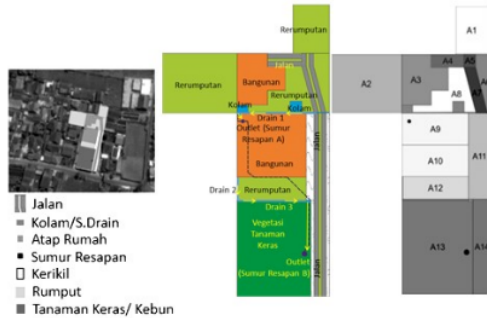 Rerumputan
Jalan
Rerumputan
Bangunan
Rerumputan
Kolam
Kolam
Drain 1
Outlet (Sumur
Resapan A)
Jalan
Bangunan
Drain 2
Rerumputan
Drain 3
Vegetasi
Tanaman
Keras
Jalan
Outlet
(Sumur Resapan B)
A1
A2
A3
A4
A5
A7
A8
A9
A10
A11
A12
A13
Jalan
Kolam/S.Drain
Atap Rumah
Sumur Resapan
Kerikil
Rumput
Tanaman Keras/ Kebun